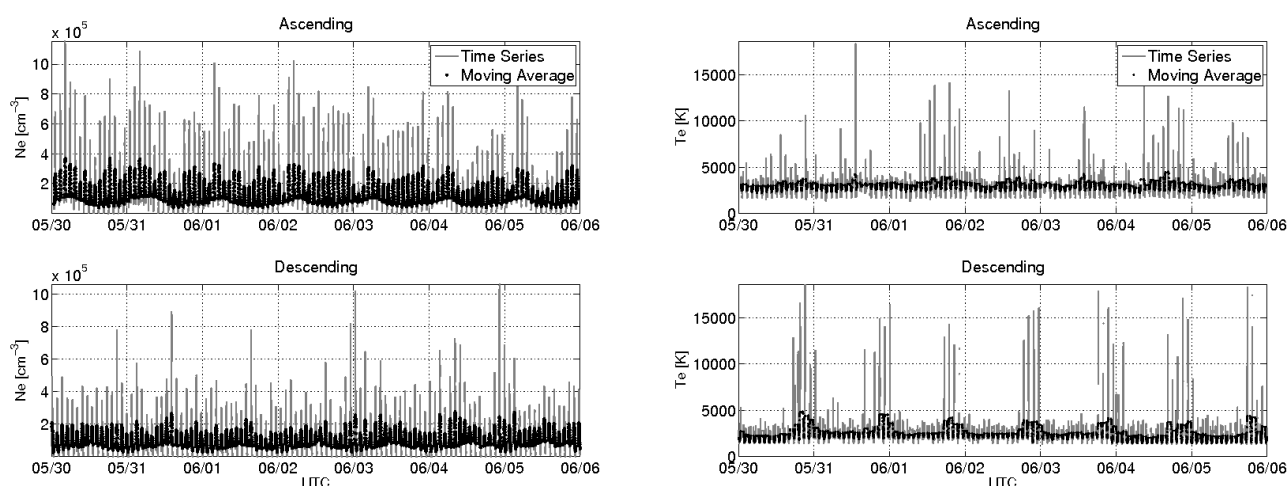 Ascending
x 10⁵
Ne [cm⁻³]
10
8
6
4
2
Time Series
Moving Average
05/30 05/31 06/01 06/02 06/03 06/04 06/05 06/06
Ascending
Te [K]
15000
10000
5000
0
Time Series
Moving Average
05/30 05/31 06/01 06/02 06/03 06/04 06/05 06/06
Descending
x 10⁵
Ne [cm⁻³]
10
8
6
4
2
05/30 05/31 06/01 06/02 06/03 06/04 06/05 06/06
UTC
Descending
Te [K]
15000
10000
5000
0
05/30 05/31 06/01 06/02 06/03 06/04 06/05 06/06
UTC